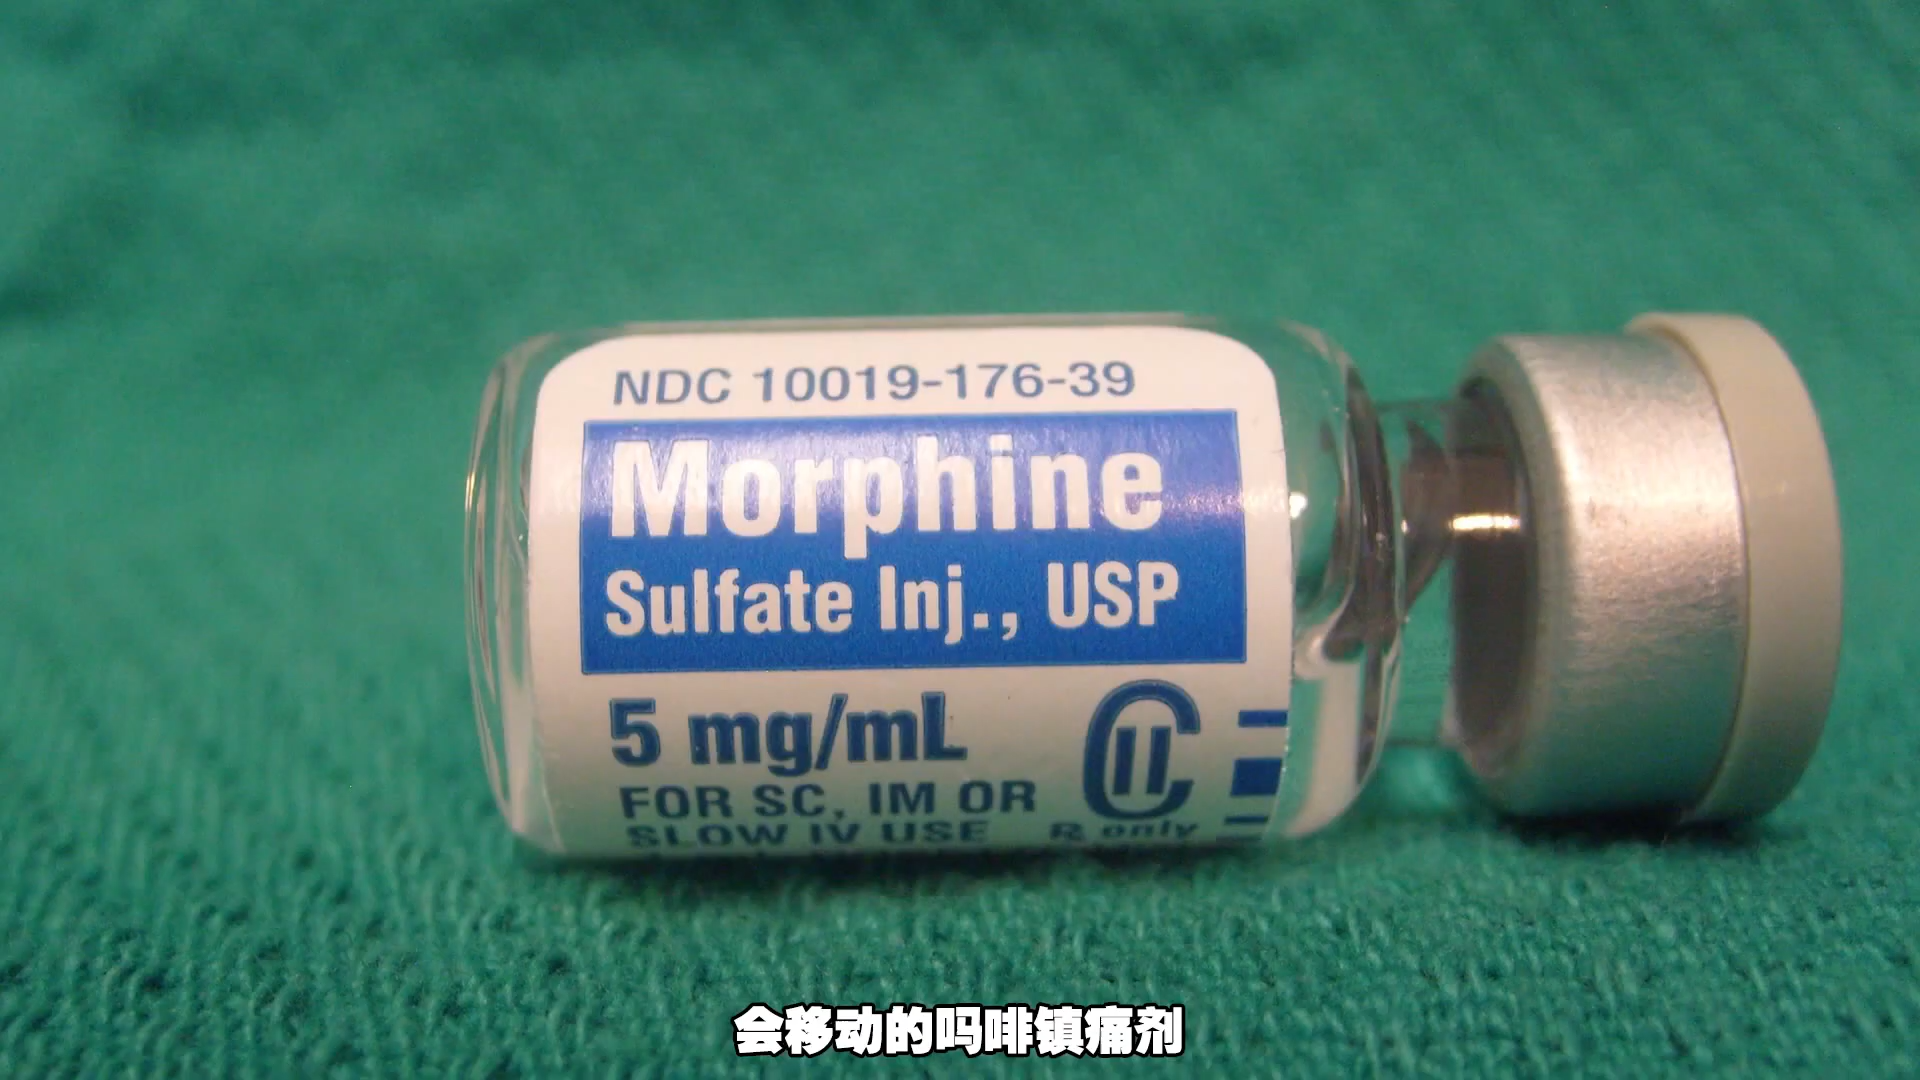 NDC 10019-176-39
Morphine
Sulfate Inj., USP
5 mg/mL
CII
FOR SC, IM OR
SLOW IV USE
Rx only
会移动的吗啡镇痛剂